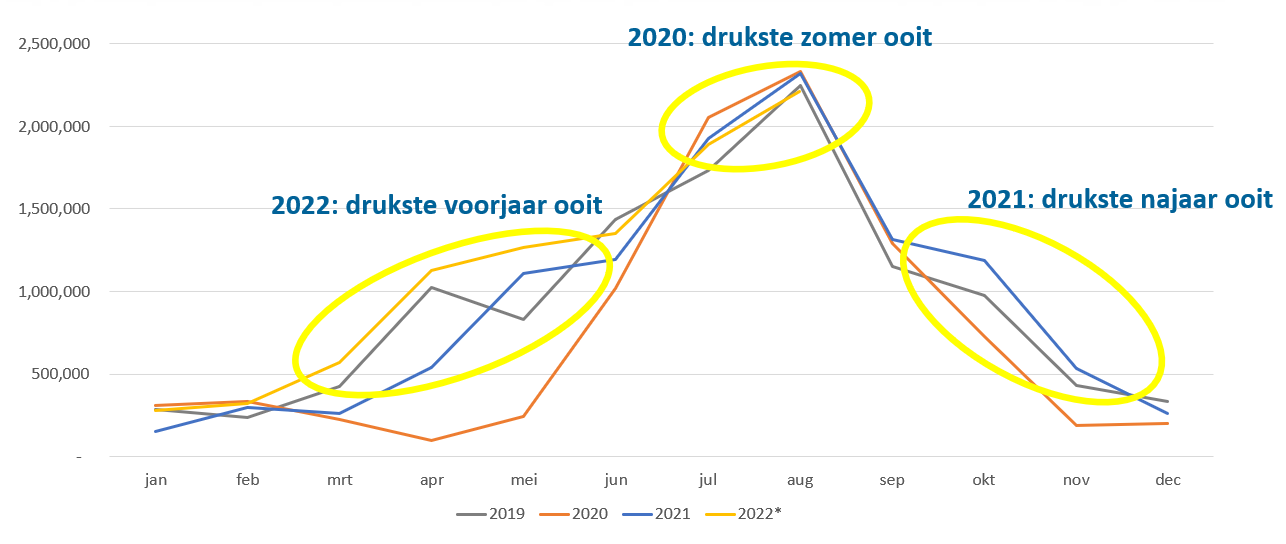 2020: drukste zomer ooit
2,500,000
2,000,000
2021: drukste najaar ooit
2022: drukste voorjaar ooit
1,500,000
1,000,000
500,000
-
jan feb mrt apr mei jun jul aug sep okt nov dec
2019 2020 2021 2022*